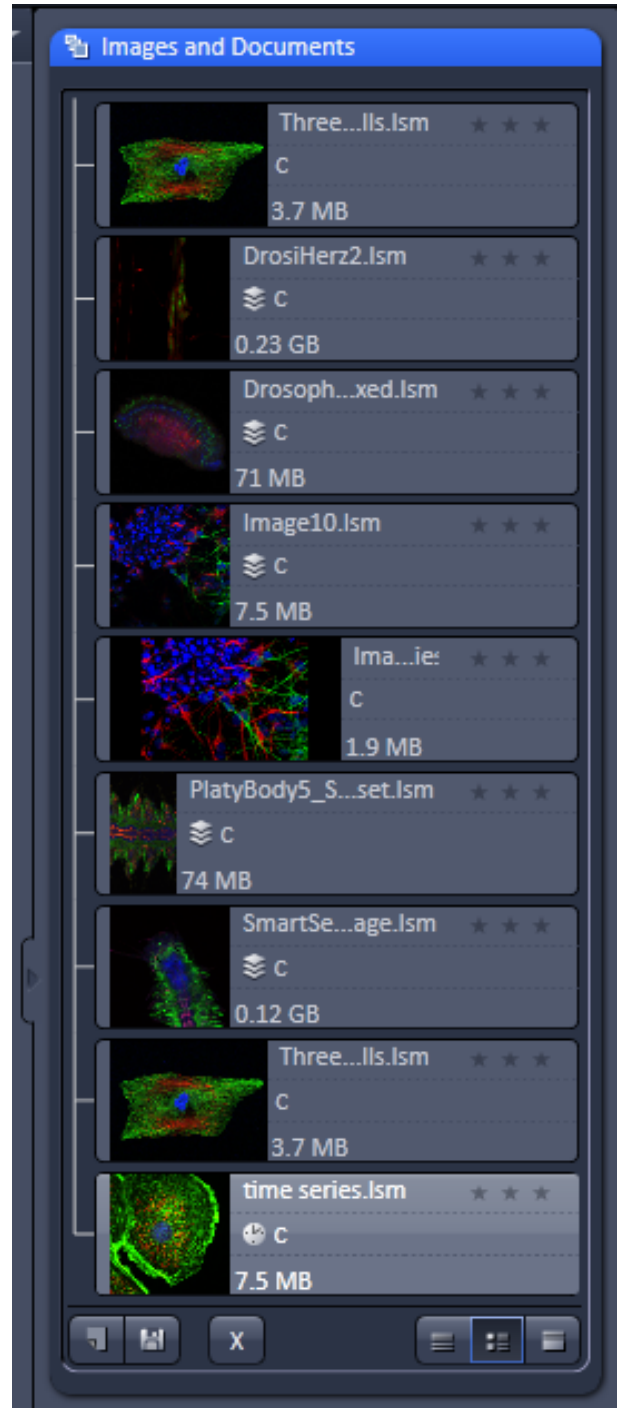 Images and Documents
Three...lls.lsm
C
3.7 MB
DrosiHerz2.lsm
C
0.23 GB
Drosoph...xed.lsm
C
71 MB
Image10.lsm
C
7.5 MB
Ima...ies
C
1.9 MB
PlatyBody5_S...set.lsm
C
74 MB
SmartSe...age.lsm
C
0.12 GB
Three...lls.lsm
C
3.7 MB
time series.lsm
C
7.5 MB
X